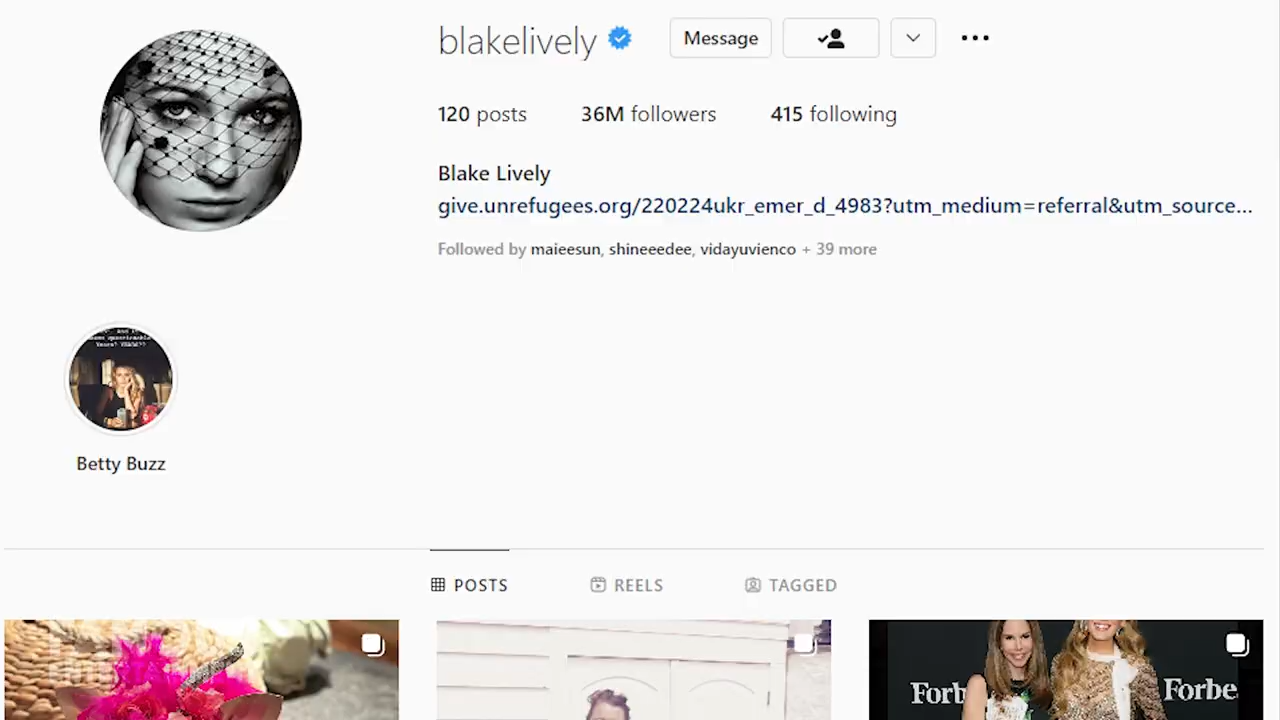 blakelively
Message
120 posts 36M followers 415 following
Blake Lively
give.unrefugees.org/220224ukr_emer_d_4983?utm_medium=referral&utm_source...
Followed by maieesun, shineeedee, vidayuvienco + 39 more
Betty Buzz
POSTS REELS TAGGED
Forb
Forbe